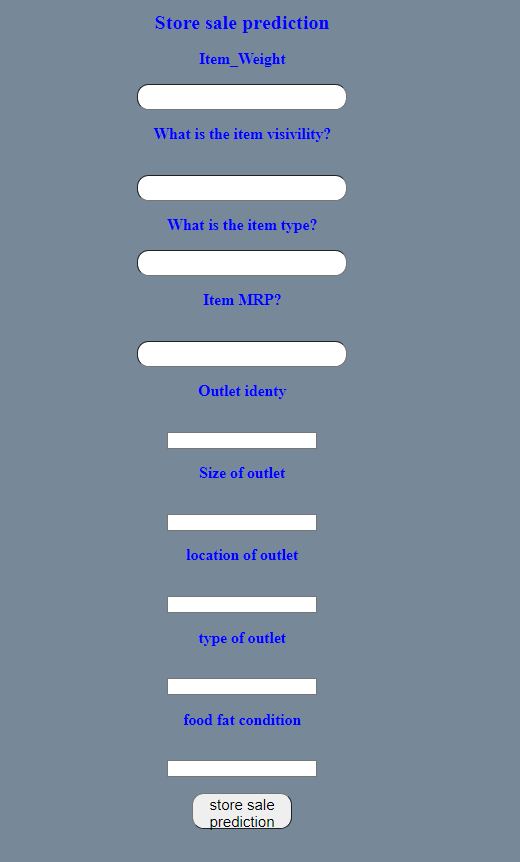 Store sale prediction
Item_Weight
What is the item visivility?
What is the item type?
Item MRP?
Outlet identy
Size of outlet
location of outlet
type of outlet
food fat condition
store sale
prediction